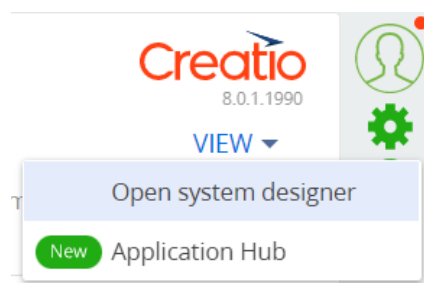 Creatio
8.0.1.1990
VIEW
Open system designer
m
New Application Hub